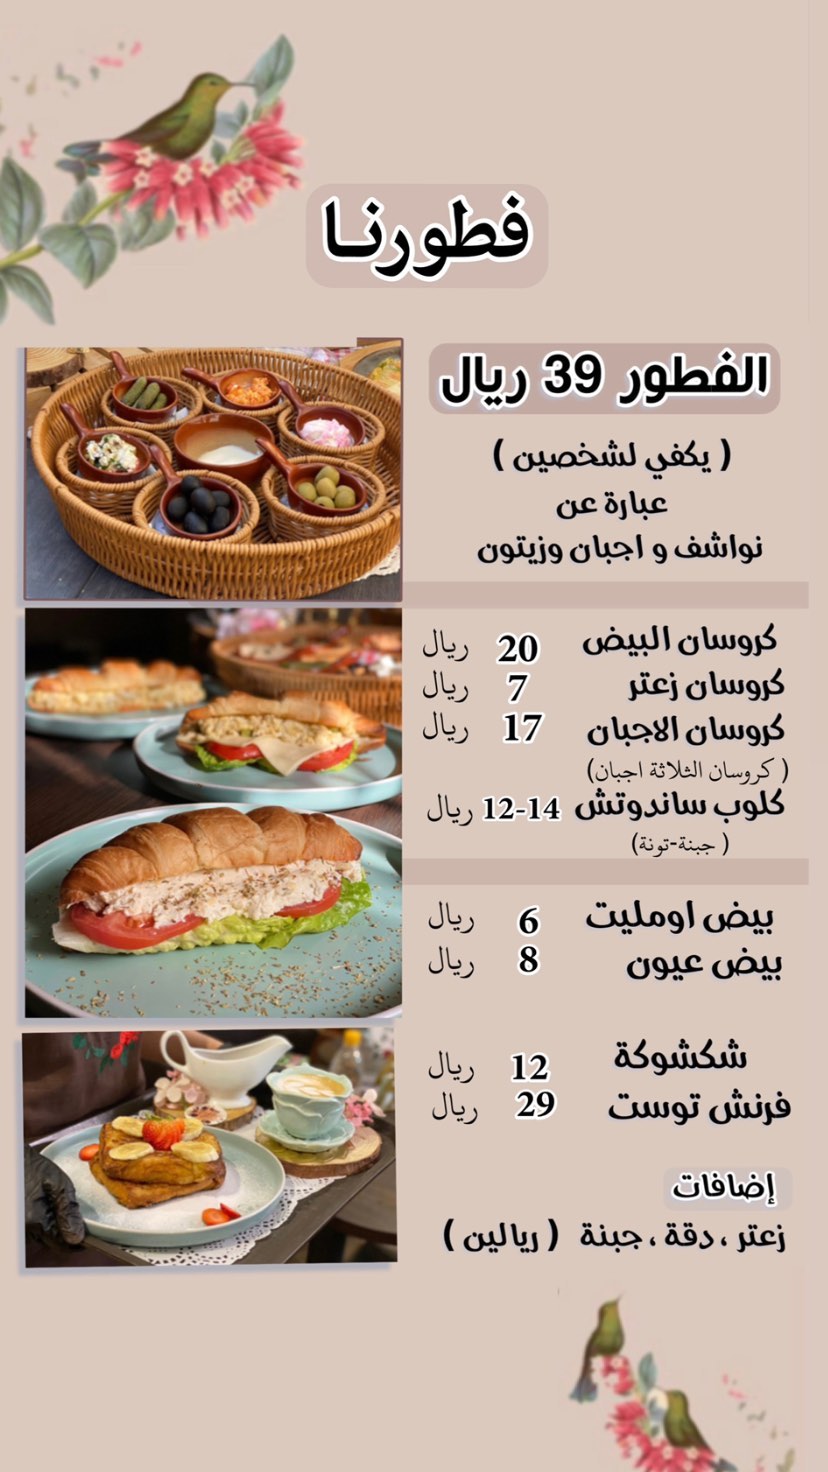 فطورنا
الفطور 39 ريال
( يكفي لشخصين )
عبارة عن
نواشف و اجبان وزيتون
كروسان البيض 20 ريال
كروسان زعتر 7 ريال
كروسان الاجبان 17 ريال
( كروسان الثلاثة اجبان)
كلوب ساندوتش 12-14 ريال
( جبنة-تونة)
بيض اومليت 6 ريال
بيض عيون 8 ريال
شكشوكة 12 ريال
فرنش توست 29 ريال
إضافات
زعتر ، دقة ، جبنة ( ريالين )